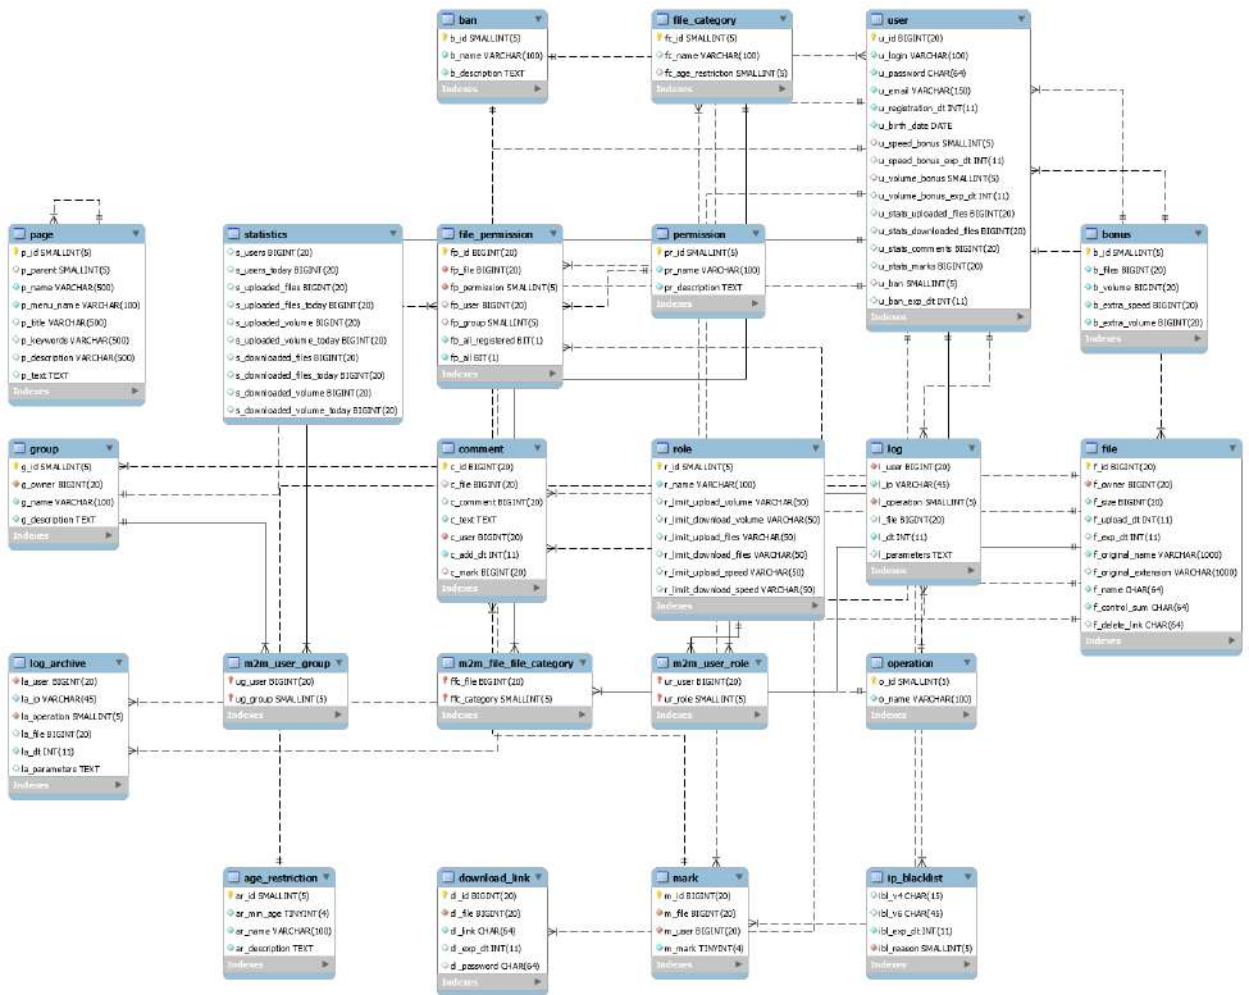 ban
b_id SMALLINT(5)
b_name VARCHAR(100)
b_description TEXT
Indexes
file_category
fc_id SMALLINT(5)
fc_name VARCHAR(100)
fc_age_restriction SMALLINT(5)
Indexes
user
u_id BIGINT(20)
u_login VARCHAR(100)
u_password CHAR(64)
u_email VARCHAR(150)
u_registration_dt INT(11)
u_birth_date DATE
u_speed_bonus SMALLINT(5)
u_speed_bonus_exp_dt INT(11)
u_volume_bonus SMALLINT(5)
u_volume_bonus_exp_dt INT(11)
u_stats_uploaded_files BIGINT(20)
u_stats_downloaded_files BIGINT(20)
u_stats_comments BIGINT(20)
u_stats_marks BIGINT(20)
u_ban SMALLINT(5)
u_ban_exp_dt INT(11)
Indexes
page
p_id SMALLINT(5)
p_parent SMALLINT(5)
p_name VARCHAR(500)
p_menu_name VARCHAR(100)
p_title VARCHAR(500)
p_keywords VARCHAR(500)
p_description VARCHAR(500)
p_text TEXT
Indexes
statistics
s_users BIGINT(20)
s_users_today BIGINT(20)
s_uploaded_files BIGINT(20)
s_uploaded_files_today BIGINT(20)
s_uploaded_volume BIGINT(20)
s_uploaded_volume_today BIGINT(20)
s_downloaded_files BIGINT(20)
s_downloaded_files_today BIGINT(20)
s_downloaded_volume BIGINT(20)
s_downloaded_volume_today BIGINT(20)
file_permission
fp_id BIGINT(20)
fp_file BIGINT(20)
fp_permission SMALLINT(5)
fp_user BIGINT(20)
fp_group SMALLINT(5)
fp_all_registered BIT(1)
fp_all BIT(1)
Indexes
permission
pr_id SMALLINT(5)
pr_name VARCHAR(100)
pr_description TEXT
Indexes
bonus
b_id SMALLINT(5)
b_files BIGINT(20)
b_volume BIGINT(20)
b_extra_speed BIGINT(20)
b_extra_volume BIGINT(20)
Indexes
group
g_id SMALLINT(5)
g_owner BIGINT(20)
g_name VARCHAR(100)
g_description TEXT
Indexes
comment
c_id BIGINT(20)
c_file BIGINT(20)
c_comment BIGINT(20)
c_text TEXT
c_user BIGINT(20)
c_add_dt INT(11)
c_mark BIGINT(20)
Indexes
role
r_id SMALLINT(5)
r_name VARCHAR(100)
r_limit_upload_volume VARCHAR(50)
r_limit_download_volume VARCHAR(50)
r_limit_upload_files VARCHAR(50)
r_limit_download_files VARCHAR(50)
r_limit_upload_speed VARCHAR(50)
r_limit_download_speed VARCHAR(50)
Indexes
log
l_user BIGINT(20)
l_ip VARCHAR(45)
l_operation SMALLINT(5)
l_file BIGINT(20)
l_dt INT(11)
l_parameters TEXT
Indexes
file
f_id BIGINT(20)
f_owner BIGINT(20)
f_size BIGINT(20)
f_upload_dt INT(11)
f_exp_dt INT(11)
f_original_name VARCHAR(1000)
f_original_extension VARCHAR(1000)
f_name CHAR(64)
f_control_sum CHAR(64)
f_delete_link CHAR(64)
Indexes
log_archive
la_user BIGINT(20)
la_ip VARCHAR(45)
la_operation SMALLINT(5)
la_file BIGINT(20)
la_dt INT(11)
la_parameters TEXT
Indexes
m2m_user_group
ug_user BIGINT(20)
ug_group SMALLINT(5)
Indexes
m2m_file_file_category
ffc_file BIGINT(20)
ffc_category SMALLINT(5)
Indexes
m2m_user_role
ur_user BIGINT(20)
ur_role SMALLINT(5)
Indexes
operation
o_id SMALLINT(5)
o_name VARCHAR(100)
Indexes
age_restriction
ar_id SMALLINT(5)
ar_min_age TINYINT(4)
ar_name VARCHAR(100)
ar_description TEXT
Indexes
download_link
dl_id BIGINT(20)
dl_file BIGINT(20)
dl_link CHAR(64)
dl_exp_dt INT(11)
dl_password CHAR(64)
Indexes
mark
m_id BIGINT(20)
m_file BIGINT(20)
m_user BIGINT(20)
m_mark TINYINT(4)
Indexes
ip_blacklist
ibl_v4 CHAR(15)
ibl_v6 CHAR(45)
ibl_exp_dt INT(11)
ibl_reason SMALLINT(5)
Indexes